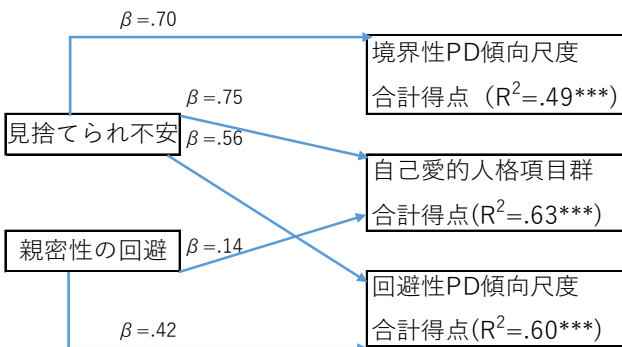 β=.70
境界性PD傾向尺度
合計得点（R²=.49***)
見捨てられ不安
β=.75
β=.56
自己愛的人格項目群
合計得点(R²=.63***)
親密性の回避
β=.14
回避性PD傾向尺度
合計得点(R²=.60***)
β=.42